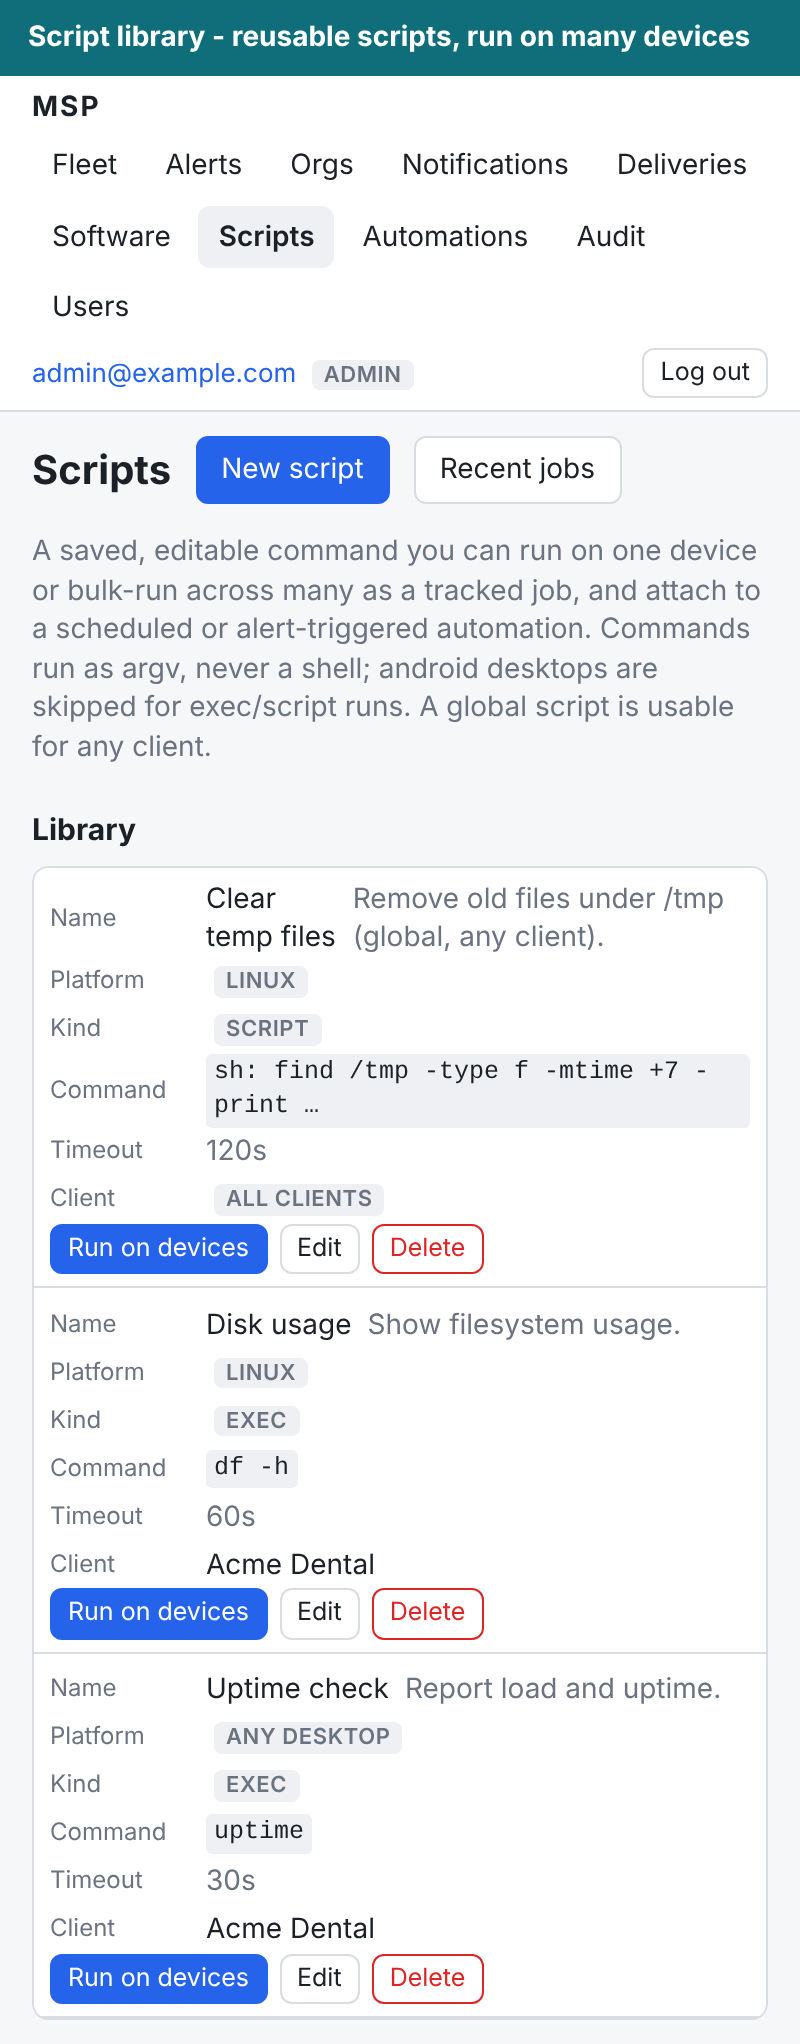 Script library - reusable scripts, run on many devices
MSP
Fleet Alerts Orgs Notifications Deliveries
Software Scripts Automations Audit
Users
admin@example.com ADMIN Log out
Scripts New script Recent jobs
A saved, editable command you can run on one device
or bulk-run across many as a tracked job, and attach to
a scheduled or alert-triggered automation. Commands
run as argv, never a shell; android desktops are
skipped for exec/script runs. A global script is usable
for any client.
Library
Name Clear temp files Remove old files under /tmp (global, any client).
Platform LINUX
Kind SCRIPT
Command sh: find /tmp -type f -mtime +7 -
print …
Timeout 120s
Client ALL CLIENTS
Run on devices Edit Delete
Name Disk usage Show filesystem usage.
Platform LINUX
Kind EXEC
Command df -h
Timeout 60s
Client Acme Dental
Run on devices Edit Delete
Name Uptime check Report load and uptime.
Platform ANY DESKTOP
Kind EXEC
Command uptime
Timeout 30s
Client Acme Dental
Run on devices Edit Delete